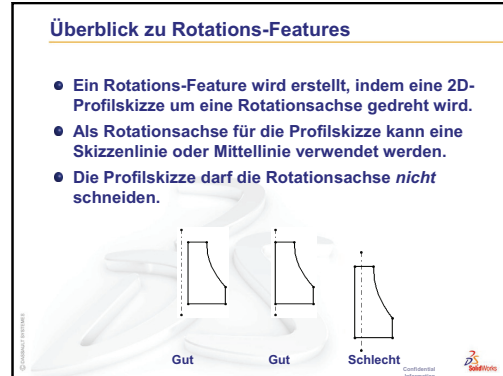 Überblick zu Rotations-Features
Ein Rotations-Feature wird erstellt, indem eine 2D-
Profilskizze um eine Rotationsachse gedreht wird.
Als Rotationsachse für die Profilskizze kann eine
Skizzenlinie oder Mittellinie verwendet werden.
Die Profilskizze darf die Rotationsachse nicht
schneiden.
Gut Gut Schlecht
© DASSAULT SYSTEMES
Confidential
Information
SolidWorks